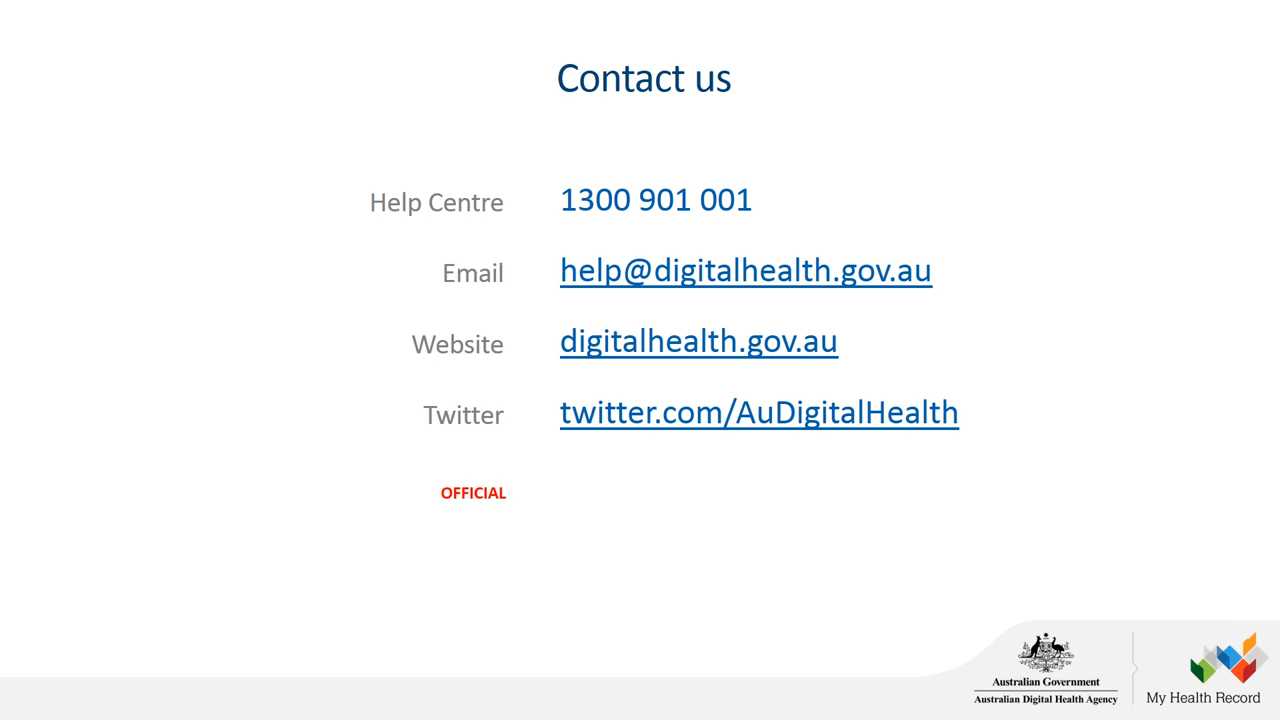 Contact us
Help Centre 1300 901 001
Email help@digitalhealth.gov.au
Website digitalhealth.gov.au
Twitter twitter.com/AuDigitalHealth
OFFICIAL
Australian Government
Australian Digital Health Agency
My Health Record